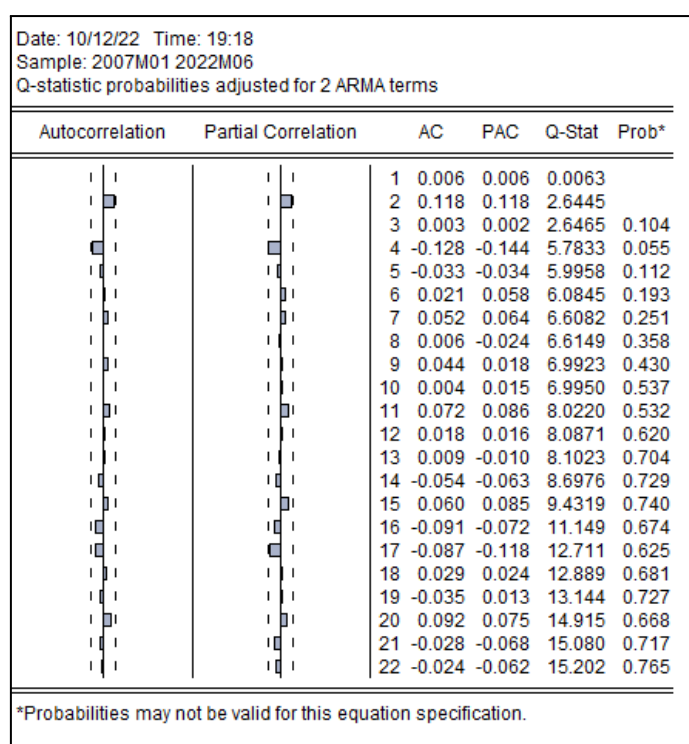 Date: 10/12/22 Time: 19:18
Sample: 2007M01 2022M06
Q-statistic probabilities adjusted for 2 ARMA terms
Autocorrelation Partial Correlation AC PAC Q-Stat Prob*
1 0.006 0.006 0.0063
2 0.118 0.118 2.6445
3 0.003 0.002 2.6465 0.104
4 -0.128 -0.144 5.7833 0.055
5 -0.033 -0.034 5.9958 0.112
6 0.021 0.058 6.0845 0.193
7 0.052 0.064 6.6082 0.251
8 0.006 -0.024 6.6149 0.358
9 0.044 0.018 6.9923 0.430
10 0.004 0.015 6.9950 0.537
11 0.072 0.086 8.0220 0.532
12 0.018 0.016 8.0871 0.620
13 0.009 -0.010 8.1023 0.704
14 -0.054 -0.063 8.6976 0.729
15 0.060 0.085 9.4319 0.740
16 -0.091 -0.072 11.149 0.674
17 -0.087 -0.118 12.711 0.625
18 0.029 0.024 12.889 0.681
19 -0.035 0.013 13.144 0.727
20 0.092 0.075 14.915 0.668
21 -0.028 -0.068 15.080 0.717
22 -0.024 -0.062 15.202 0.765
*Probabilities may not be valid for this equation specification.